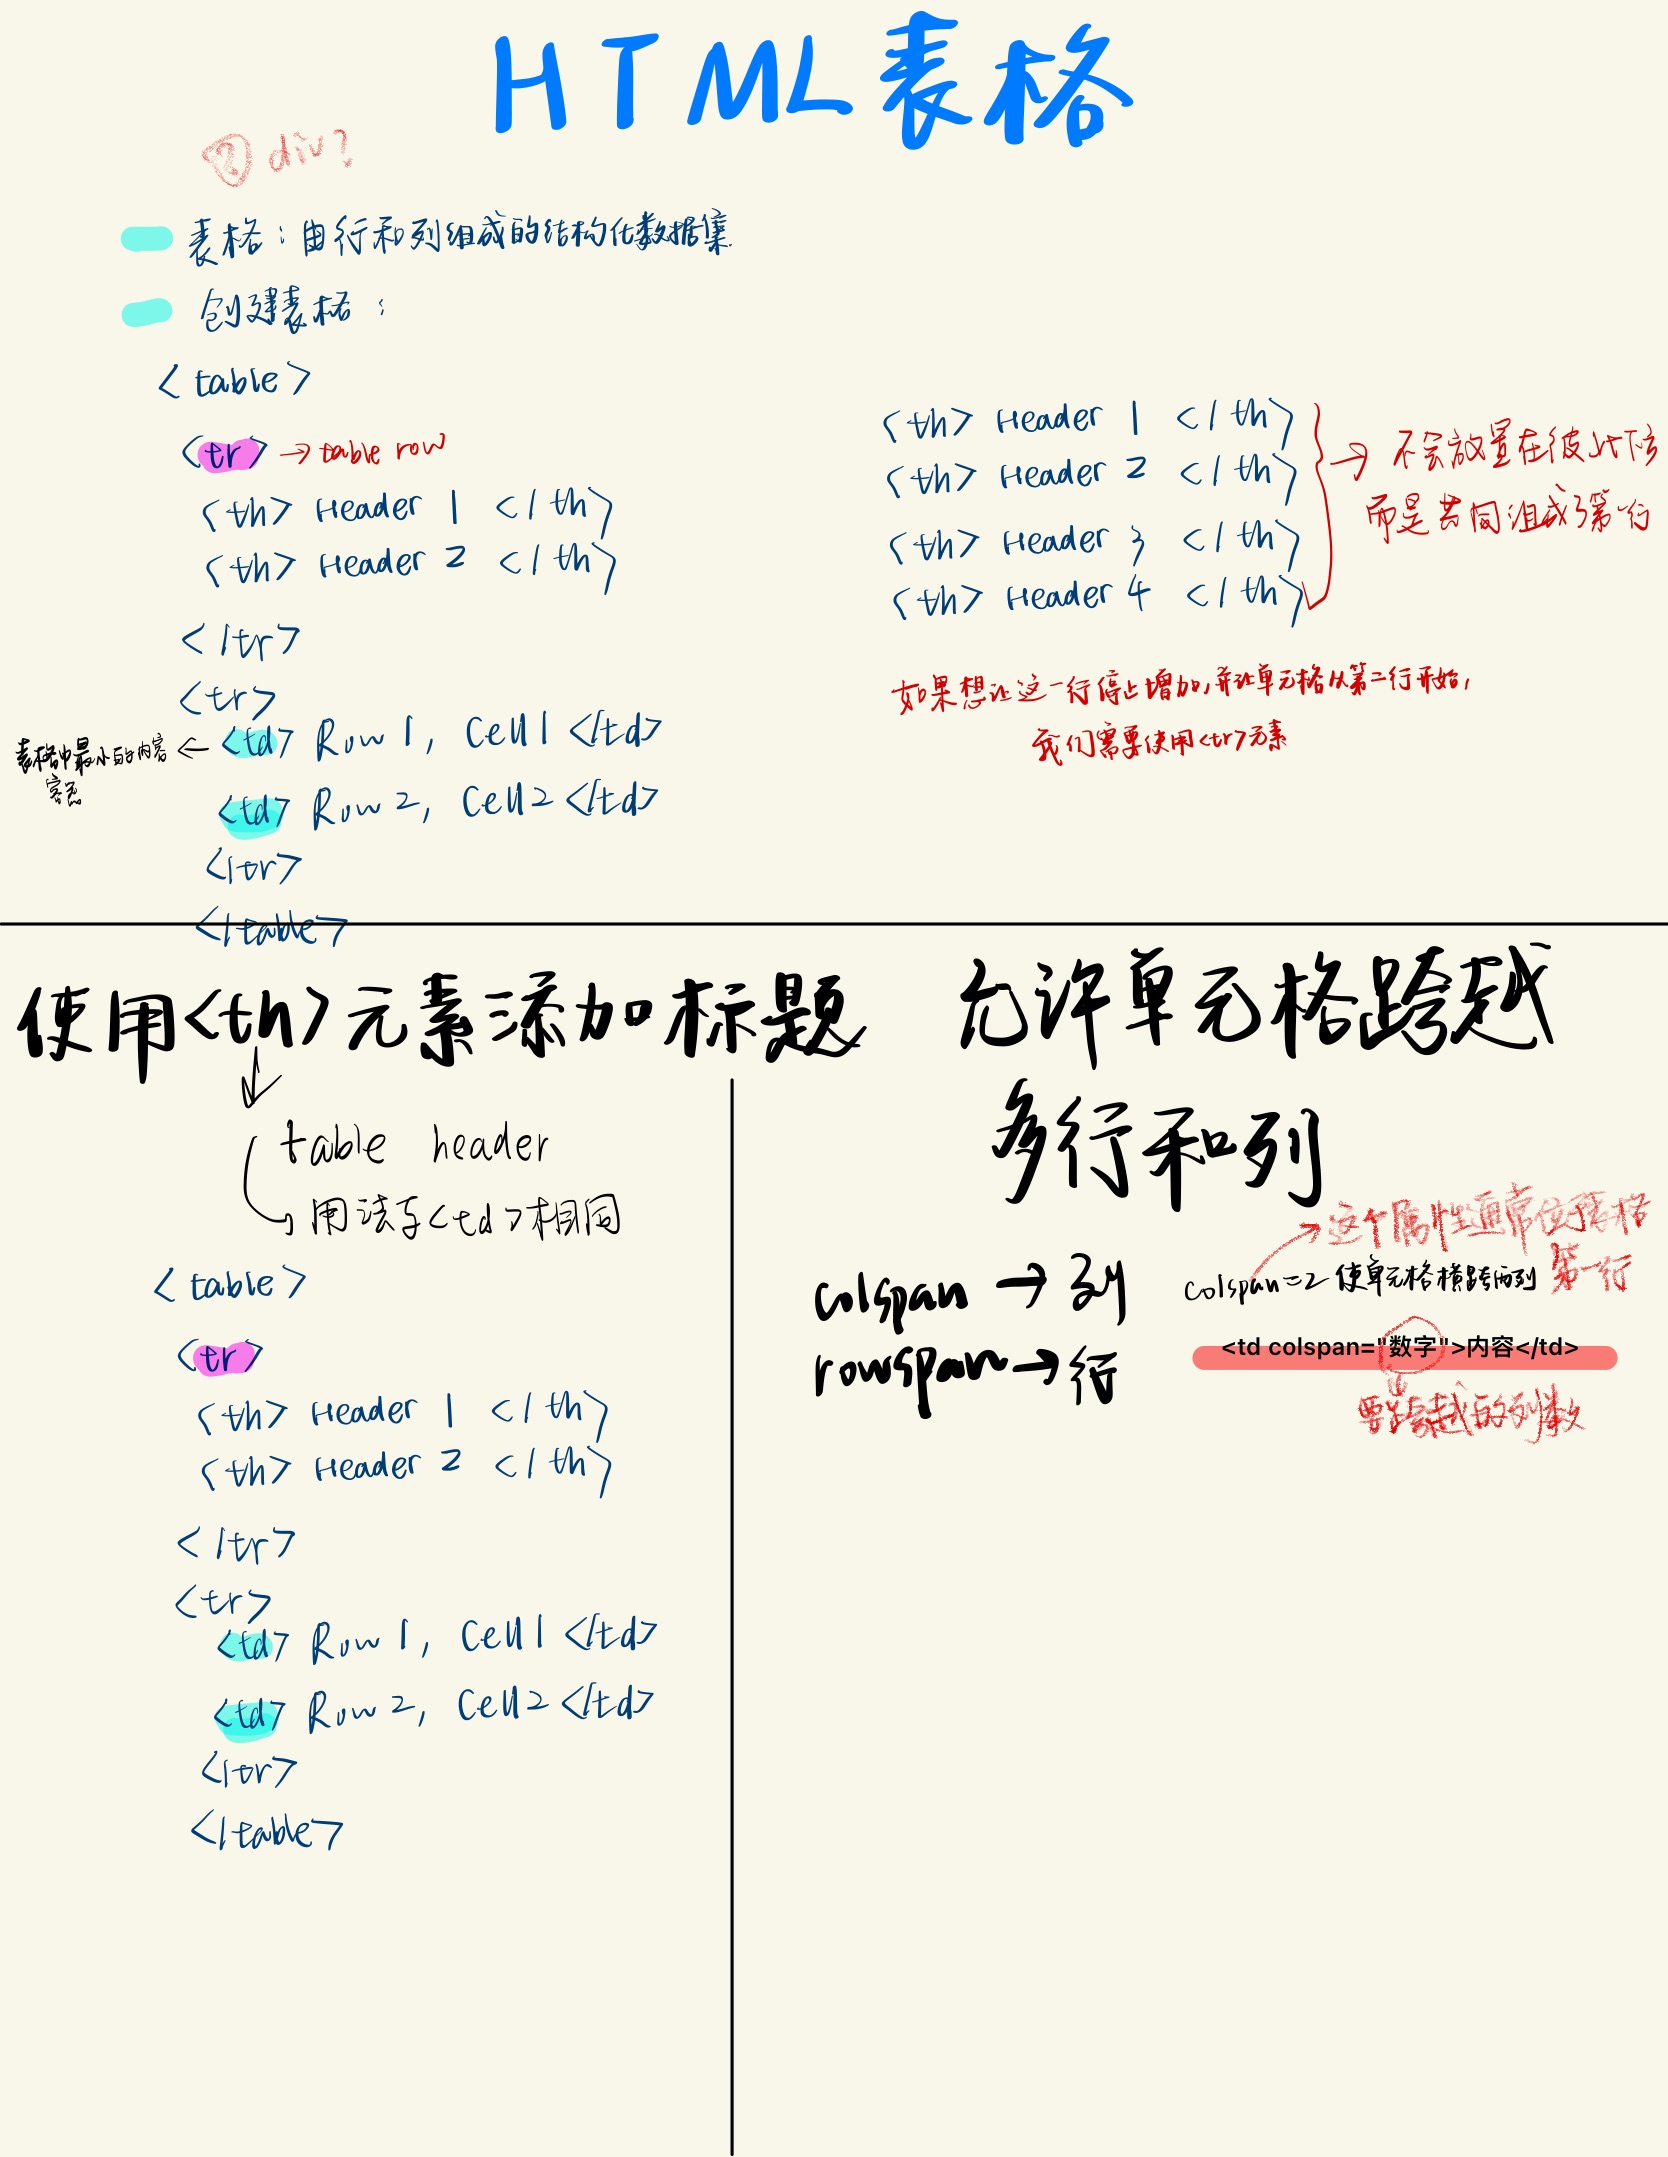 HTML表格
② div?
表格:由行和列组成的结构化数据集
创建表格:
<table>
<tr> → table row
<th> Header 1 </th>
<th> Header 2 </th>
</tr>
<tr>
<td> Row 1, Cell 1 </td>
表格中最小的内容
容器
<td> Row 2, Cell 2 </td>
</tr>
</table>
<th> Header 1 </th>
<th> Header 2 </th>
<th> Header 3 </th>
<th> Header 4 </th>
→ 不会放置在彼此下方
而是共同组成了第一行
如果想让这一行停止增加,并让单元格从第二行开始,
我们需要使用<tr>元素
使用<th>元素添加标题
table header
用法与<td>相同
<table>
<tr>
<th> Header 1 </th>
<th> Header 2 </th>
</tr>
<tr>
<td> Row 1, Cell 1 </td>
<td> Row 2, Cell 2 </td>
</tr>
</table>
允许单元格跨越
多行和列
colspan → 列
rowspan → 行
这个属性通常位于表格
第一行
colspan=2 使单元格横跨两列
<td colspan="数字">内容</td>
要跨越的列数